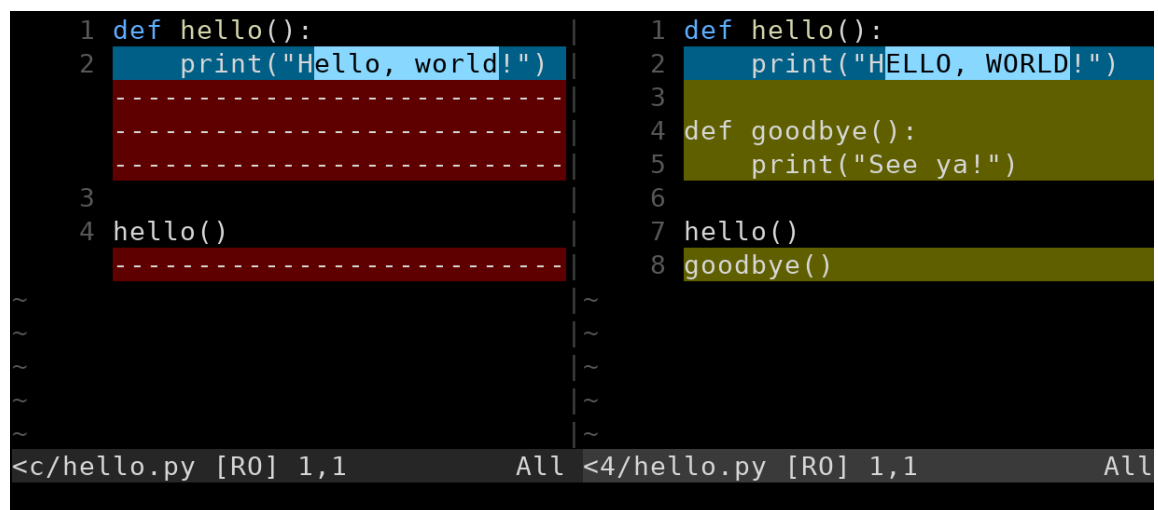 1 def hello():
2     print("Hello, world!")
---------------------------
---------------------------
---------------------------
3
4 hello()
---------------------------
~
~
~
~
~
<c/hello.py [RO] 1,1          All
1 def hello():
2     print("HELLO, WORLD!")
3
4 def goodbye():
5     print("See ya!")
6
7 hello()
8 goodbye()
~
~
~
~
~
<4/hello.py [RO] 1,1           All